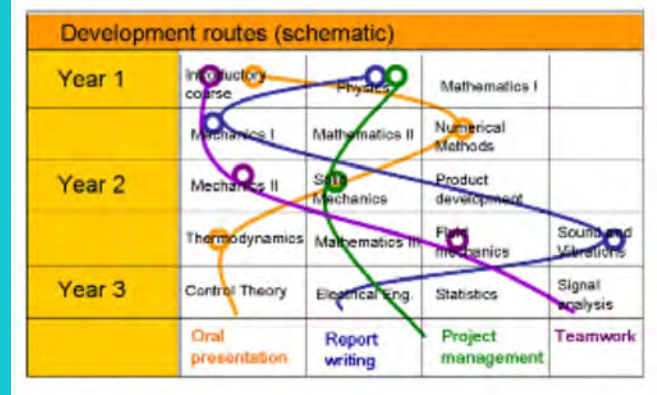 Development routes (schematic)
Year 1
Introductory course
Physics
Mathematics I
Mechanics I
Mathematics II
Numerical Methods
Year 2
Mechanics II
Mechanics
Product development
Thermodynamics
Mathematics III
Fluid mechanics
Sound and Vibrations
Year 3
Control Theory
Electrical Eng.
Statistics
Signal analysis
Oral presentation
Report writing
Project management
Teamwork